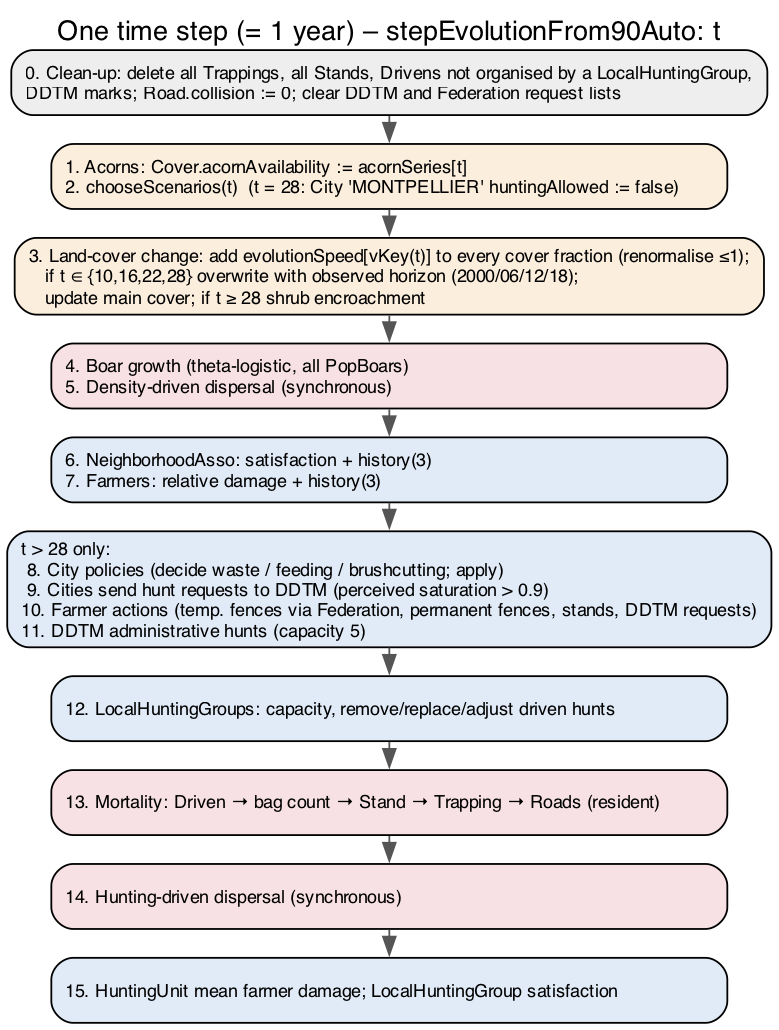 One time step (= 1 year) – stepEvolutionFrom90Auto: t
0. Clean-up: delete all Trappings, all Stands, Drivens not organised by a LocalHuntingGroup,
DDTM marks; Road.collision := 0; clear DDTM and Federation request lists
1. Acorns: Cover.acornAvailability := acornSeries[t]
2. chooseScenarios(t) (t = 28: City 'MONTPELLIER' huntingAllowed := false)
3. Land-cover change: add evolutionSpeed[vKey(t)] to every cover fraction (renormalise ≤1);
if t ∈ {10,16,22,28} overwrite with observed horizon (2000/06/12/18);
update main cover; if t ≥ 28 shrub encroachment
4. Boar growth (theta-logistic, all PopBoars)
5. Density-driven dispersal (synchronous)
6. NeighborhoodAsso: satisfaction + history(3)
7. Farmers: relative damage + history(3)
t > 28 only:
8. City policies (decide waste / feeding / brushcutting; apply)
9. Cities send hunt requests to DDTM (perceived saturation > 0.9)
10. Farmer actions (temp. fences via Federation, permanent fences, stands, DDTM requests)
11. DDTM administrative hunts (capacity 5)
12. LocalHuntingGroups: capacity, remove/replace/adjust driven hunts
13. Mortality: Driven → bag count → Stand → Trapping → Roads (resident)
14. Hunting-driven dispersal (synchronous)
15. HuntingUnit mean farmer damage; LocalHuntingGroup satisfaction